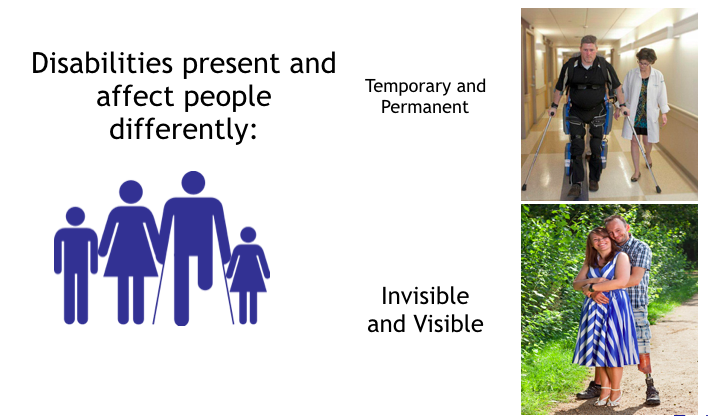 Disabilities present and
affect people
differently:
Temporary and
Permanent
Invisible
and Visible